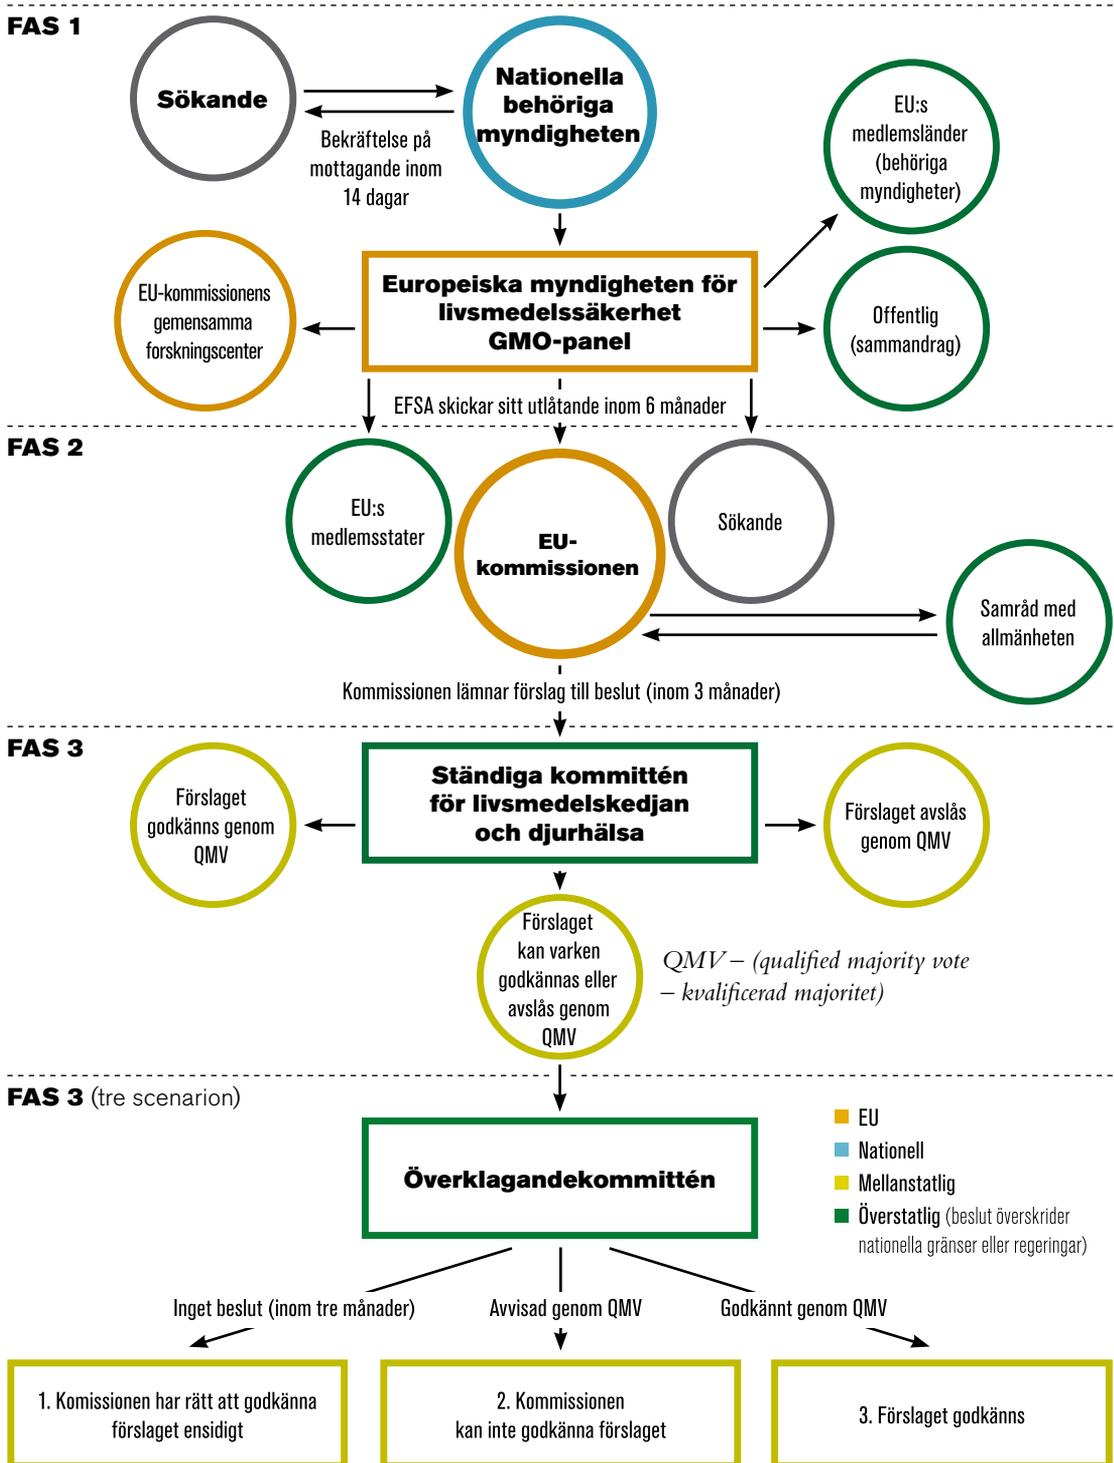 FAS 1
Sökande
Nationella
behöriga
myndigheten
Bekräftelse på
mottagande inom
14 dagar
EU:s
medlemsländer
(behöriga
myndigheter)
EU-kommissionens
gemensamma
forskningscenter
Europeiska myndigheten för
livsmedelssäkerhet
GMO-panel
Offentlig
(sammandrag)
EFSA skickar sitt utlåtande inom 6 månader
FAS 2
EU:s
medlemsstater
EU-
kommissionen
Sökande
Samråd med
allmänheten
Kommissionen lämnar förslag till beslut (inom 3 månader)
FAS 3
Förslaget
godkänns genom
QMV
Ständiga kommittén
för livsmedelskedjan
och djurhälsa
Förslaget avslås
genom QMV
Förslaget
kan varken
godkännas eller
avslås genom
QMV
QMV – (qualified majority vote
– kvalificerad majoritet)
FAS 3 (tre scenarion)
Överklagandekommittén
EU
Nationell
Mellanstatlig
Överstatlig (beslut överskrider
nationella gränser eller regeringar)
Inget beslut (inom tre månader)
Avvisad genom QMV
Godkännt genom QMV
1. Komissionen har rätt att godkänna
förslaget ensidigt
2. Kommissionen
kan inte godkänna förslaget
3. Förslaget godkänns